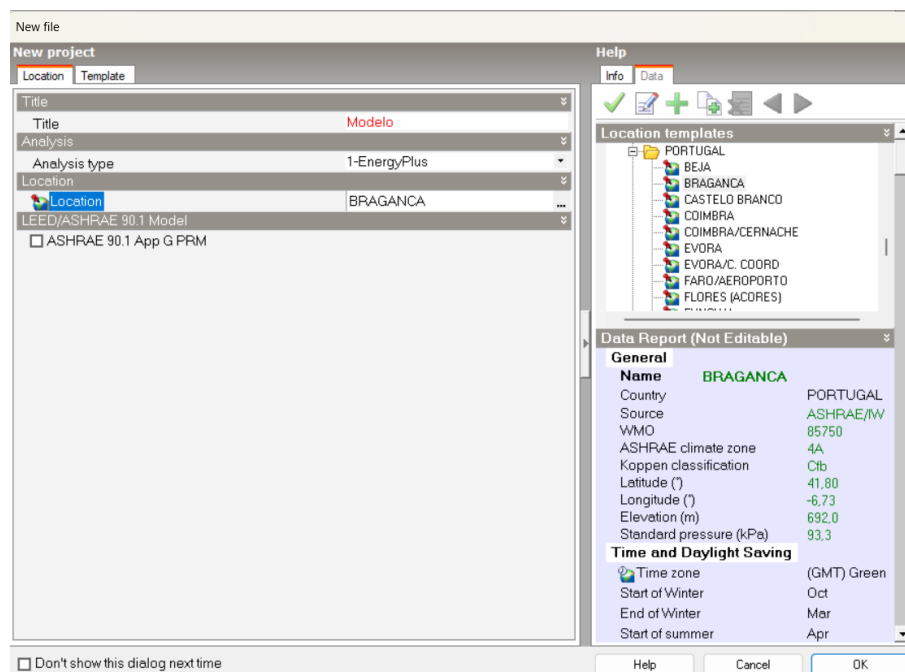 New file
New project
Location Template
Title
Title Modelo
Analysis
Analysis type 1-EnergyPlus
Location
Location BRAGANCA ...
LEED/ASHRAE 90.1 Model
ASHRAE 90.1 App G PRM
Don't show this dialog next time
Help
Info Data
Location templates
PORTUGAL
BEJA
BRAGANCA
CASTELO BRANCO
COIMBRA
COIMBRA/CERNACHE
EVORA
EVORA/C. COORD
FARO/AEROPORTO
FLORES (ACORES)
Data Report (Not Editable)
General
Name BRAGANCA
Country PORTUGAL
Source ASHRAE/IW
WMO 85750
ASHRAE climate zone 4A
Koppen classification Cfb
Latitude (°) 41,80
Longitude (°) -6,73
Elevation (m) 692,0
Standard pressure (kPa) 93,3
Time and Daylight Saving
Time zone (GMT) Green
Start of Winter Oct
End of Winter Mar
Start of summer Apr
Help Cancel OK